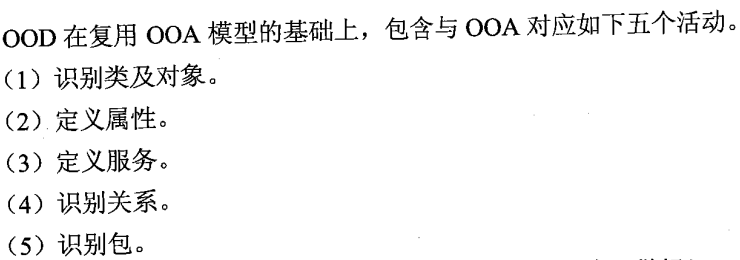 OOD 在复用 OOA 模型的基础上，包含与 OOA 对应如下五个活动。
（1）识别类及对象。
（2）定义属性。
（3）定义服务。
（4）识别关系。
（5）识别包。